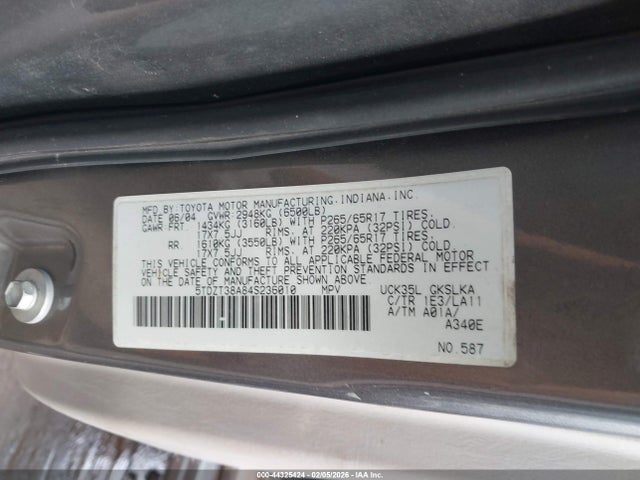 MFD.BY:TOYOTA MOTOR MANUFACTURING.INDIANA.INC.
DATE 06/04 GVWR 2948KG (6500LB)
GAWR FRT. 1434KG (3160LB) WITH P265/65R17 TIRES.
17X7.5JJ RIMS. AT 220KPA (32PSI) COLD.
RR 1610KG (3550LB) WITH P265/65R17 TIRES.
17X7.5JJ RIMS. AT 220KPA (32PSI) COLD.
THIS VEHICLE CONFORMS TO ALL APPLICABLE FEDERAL MOTOR
VEHICLE SAFETY AND THEFT PREVENTION STANDARDS IN EFFECT
ON THE DATE OF MANUFACTURE SHOWN ABOVE.
5TDZT38A84S236010 MPV UCK35L GKSLKA
C/TR 1E3/LA11
A/TM A01A/
A340E
NO.587
000-44325424 - 02/05/2026 - IAA Inc.